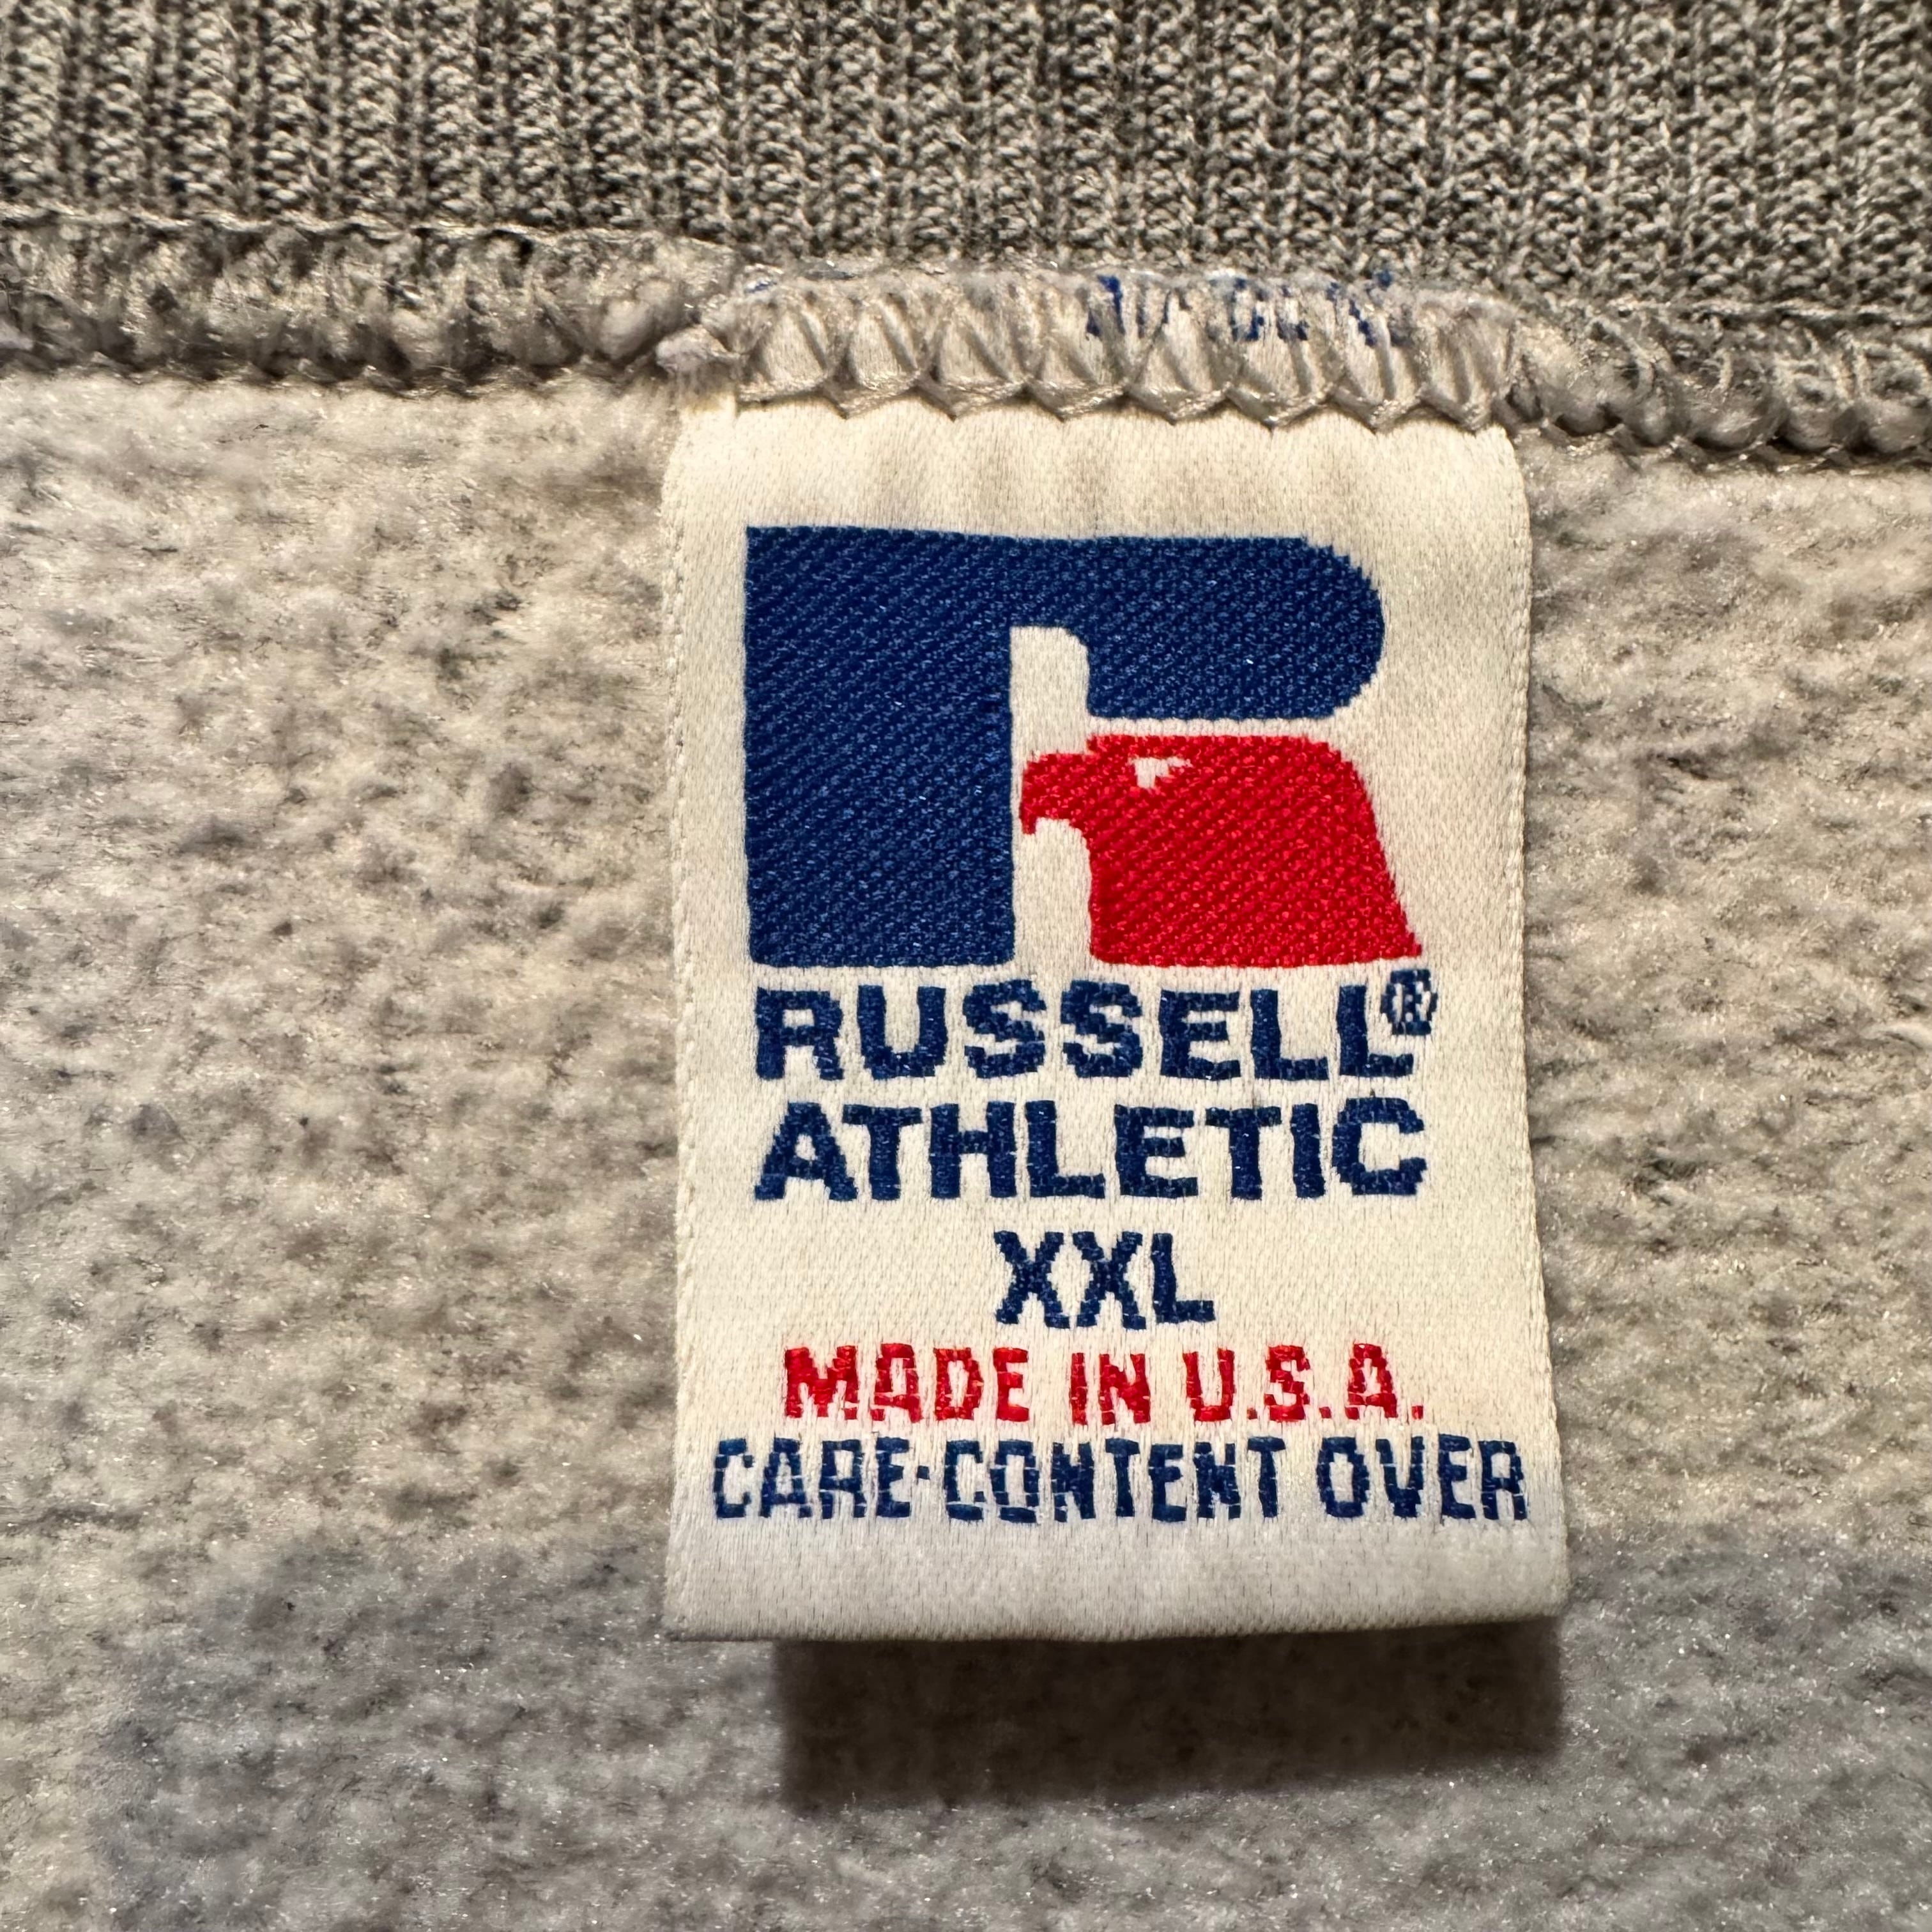 RUSSELL®
ATHLETIC
XXL
MADE IN U.S.A.
CARE·CONTENT OVER